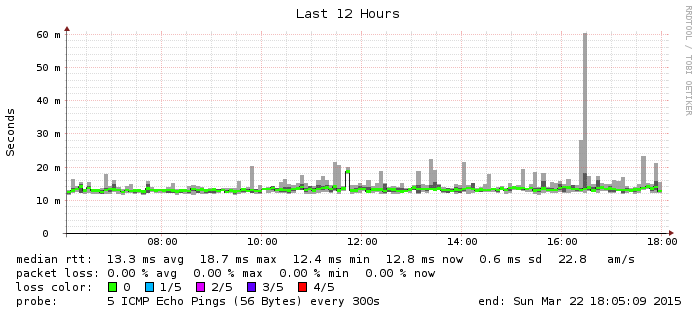 Last 12 Hours
RRDTOOL / TOBI OETIKER
Seconds
60 m
50 m
40 m
30 m
20 m
10 m
0
08:00 10:00 12:00 14:00 16:00 18:00
median rtt: 13.3 ms avg 18.7 ms max 12.4 ms min 12.8 ms now 0.6 ms sd 22.8 am/s
packet loss: 0.00 % avg 0.00 % max 0.00 % min 0.00 % now
loss color: 0 1/5 2/5 3/5 4/5
probe: 5 ICMP Echo Pings (56 Bytes) every 300s end: Sun Mar 22 18:05:09 2015